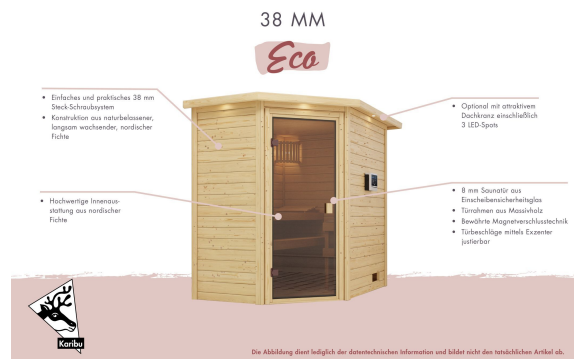 38 MM
Eco
• Einfaches und praktisches 38 mm
Steck-Schraubsystem
• Konstruktion aus naturbelassener,
langsam wachsender, nordischer
Fichte
• Optional mit attraktivem
Dachkranz einschließlich
3 LED-Spots
• Hochwertige Innenaus-
stattung aus nordischer
Fichte
• 8 mm Saunatür aus
Einscheibensicherheitsglas
• Türrahmen aus Massivholz
• Bewährte Magnetverschlusstechnik
• Türbeschläge mittels Exzenter
justierbar
Karibu
Die Abbildung dient lediglich der datentechnischen Information und bildet nicht den tatsächlichen Artikel ab.